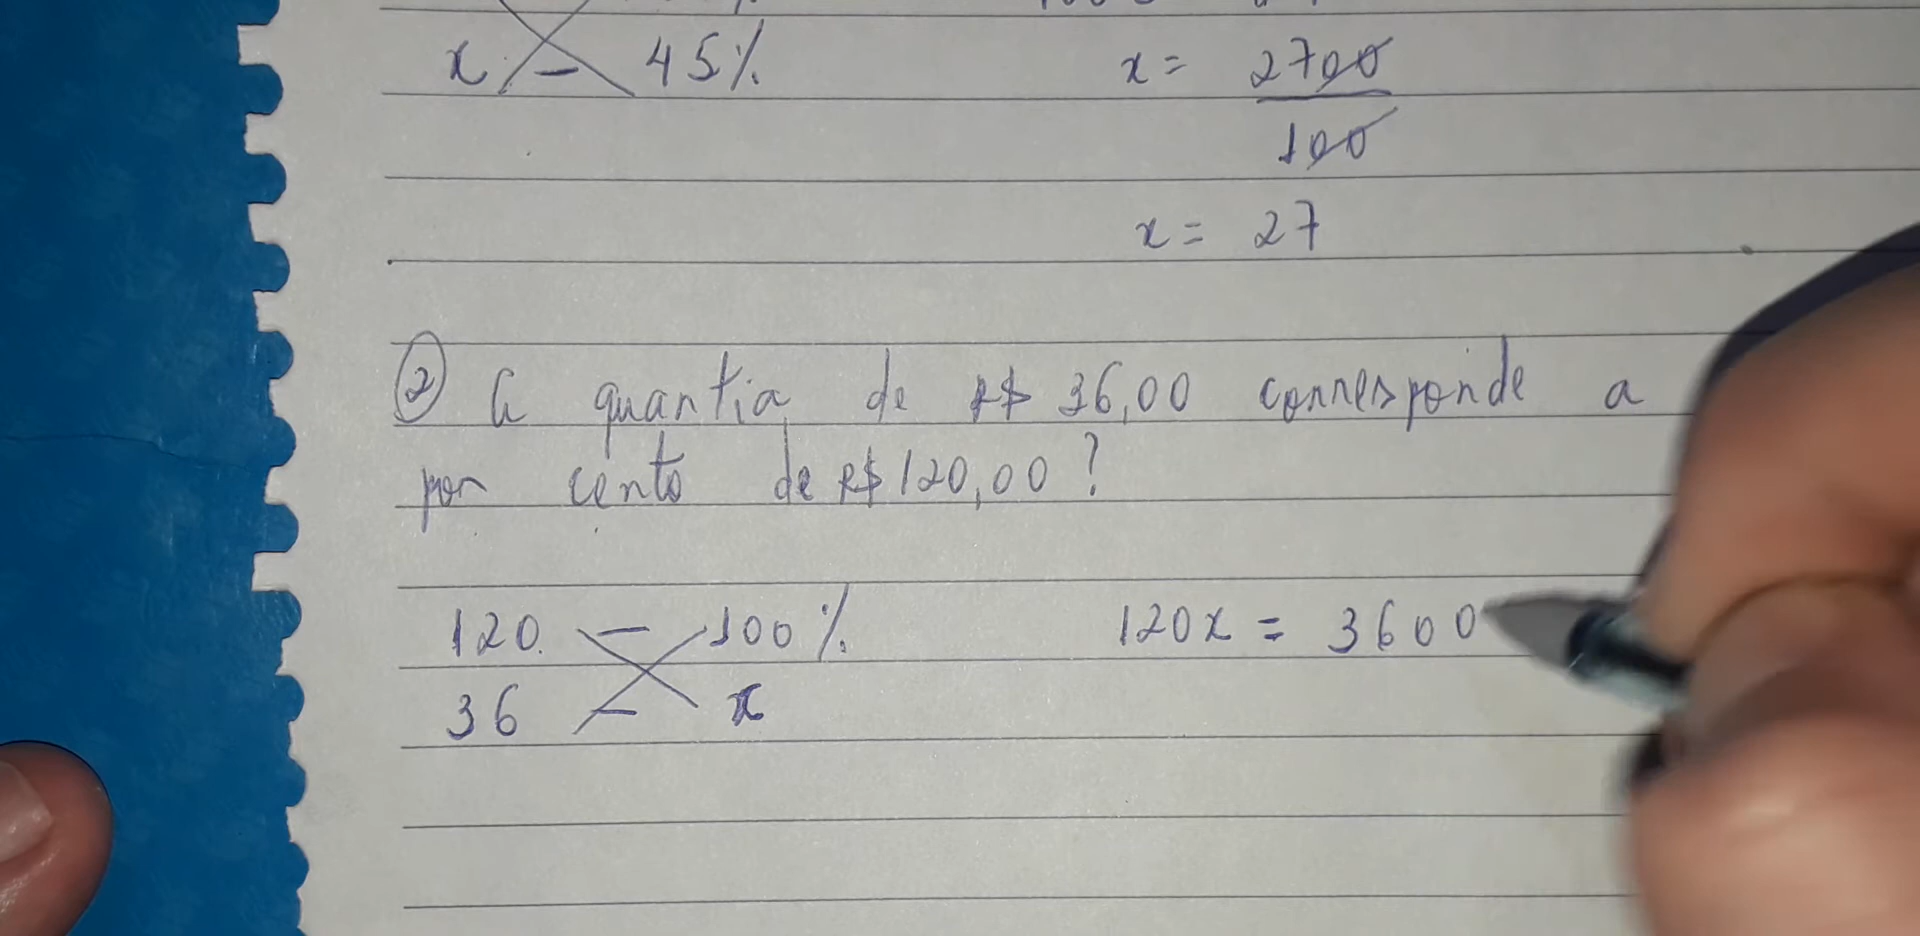 x – 45% x = 2700
100
x = 27
② A quantia de R$ 36,00 corresponde a
por cento de R$ 120,00?
120 – 100% 120x = 3600
36 – x